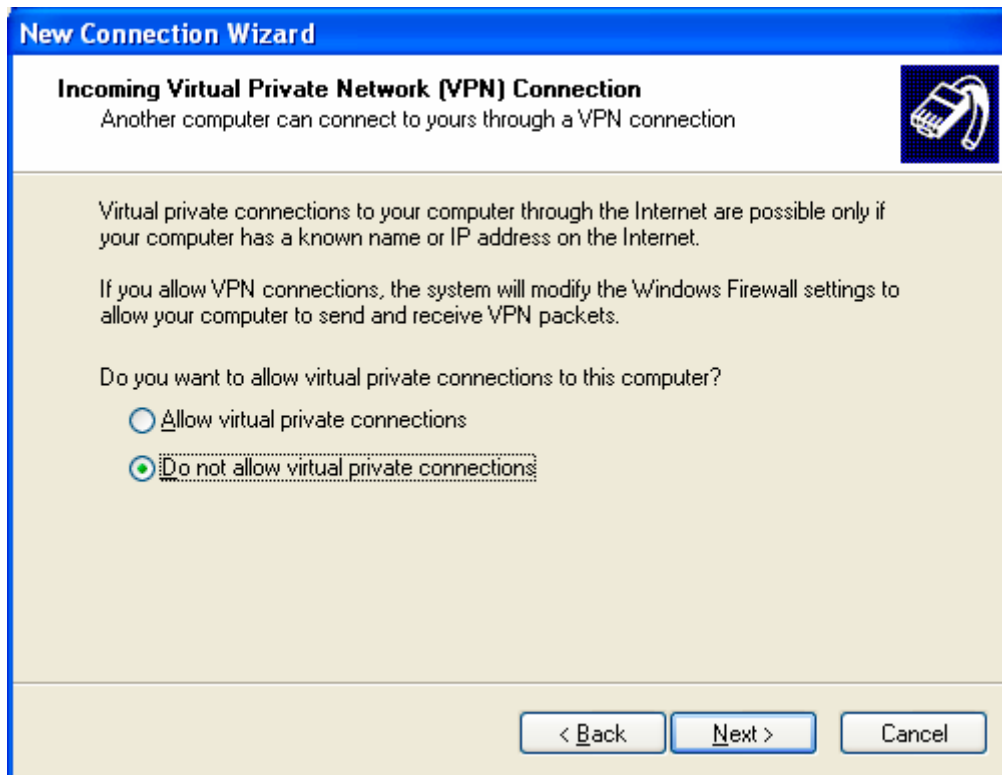 New Connection Wizard
Incoming Virtual Private Network (VPN) Connection
Another computer can connect to yours through a VPN connection
Virtual private connections to your computer through the Internet are possible only if
your computer has a known name or IP address on the Internet.
If you allow VPN connections, the system will modify the Windows Firewall settings to
allow your computer to send and receive VPN packets.
Do you want to allow virtual private connections to this computer?
Allow virtual private connections
Do not allow virtual private connections
< Back Next > Cancel